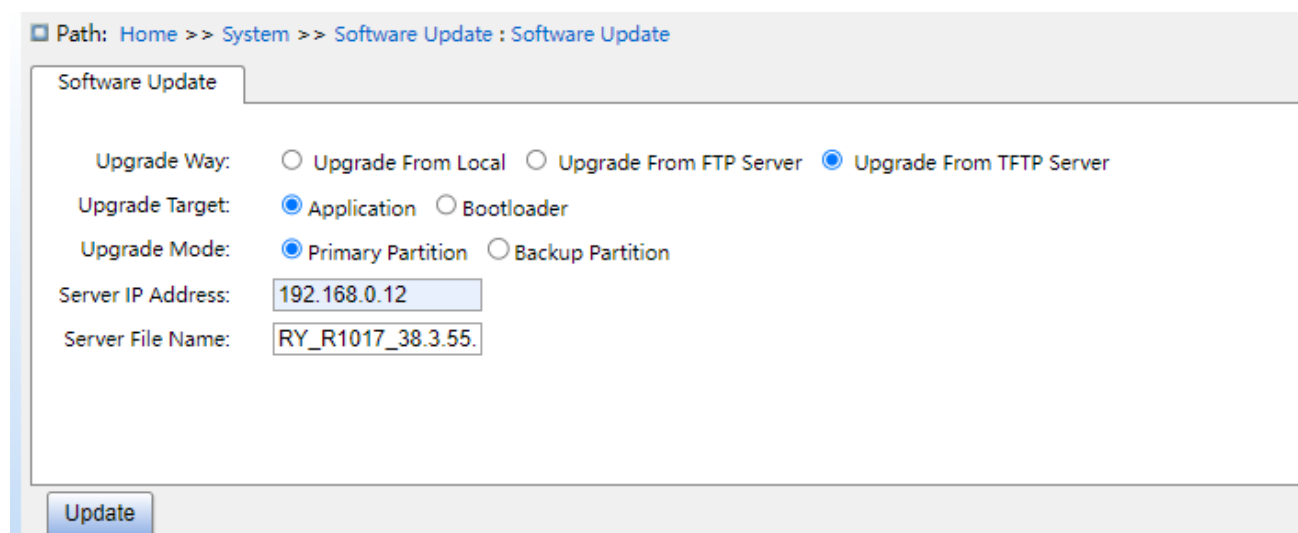 Path: Home >> System >> Software Update : Software Update
Software Update
Upgrade Way: Upgrade From Local Upgrade From FTP Server Upgrade From TFTP Server
Upgrade Target: Application Bootloader
Upgrade Mode: Primary Partition Backup Partition
Server IP Address: 192.168.0.12
Server File Name: RY_R1017_38.3.55.
Update